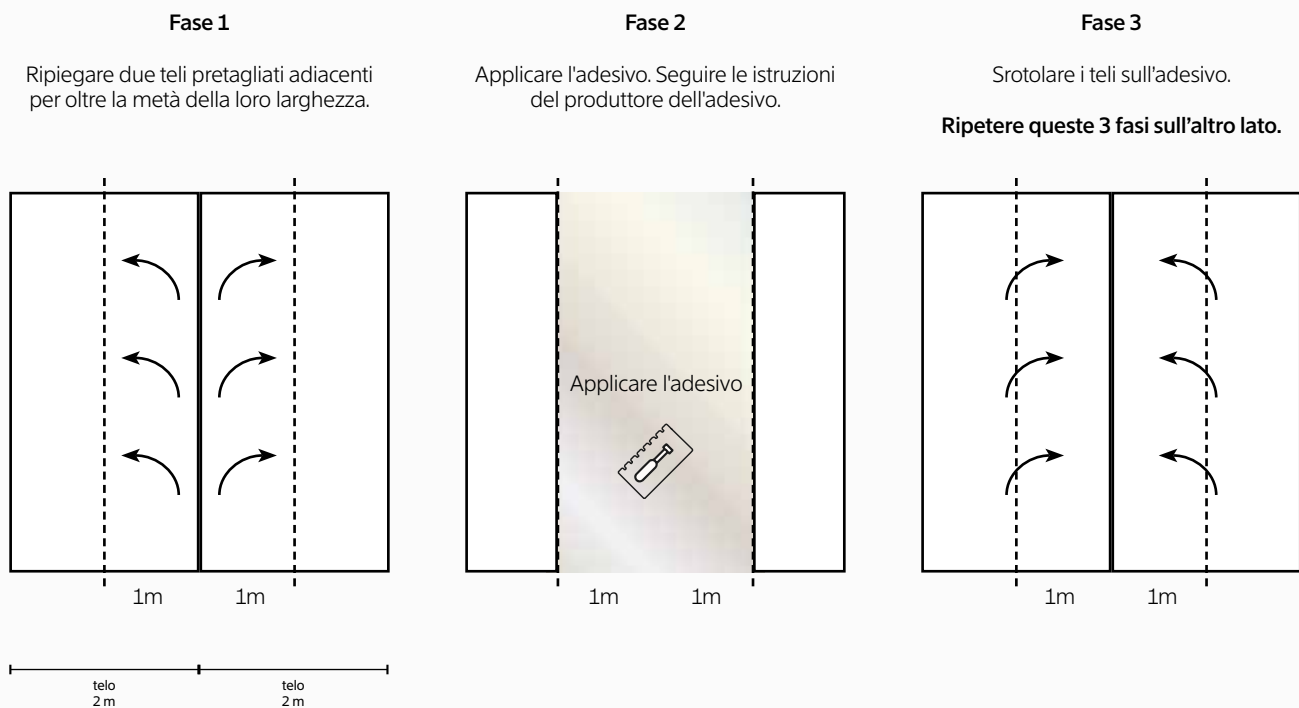 Fase 1
Ripiegare due teli pretagliati adiacenti
per oltre la metà della loro larghezza.
1m
1m
telo
2 m
telo
2 m
Fase 2
Applicare l'adesivo. Seguire le istruzioni
del produttore dell'adesivo.
Applicare l'adesivo
1m
1m
Fase 3
Srotolare i teli sull’adesivo.
Ripetere queste 3 fasi sull’altro lato.
1m
1m